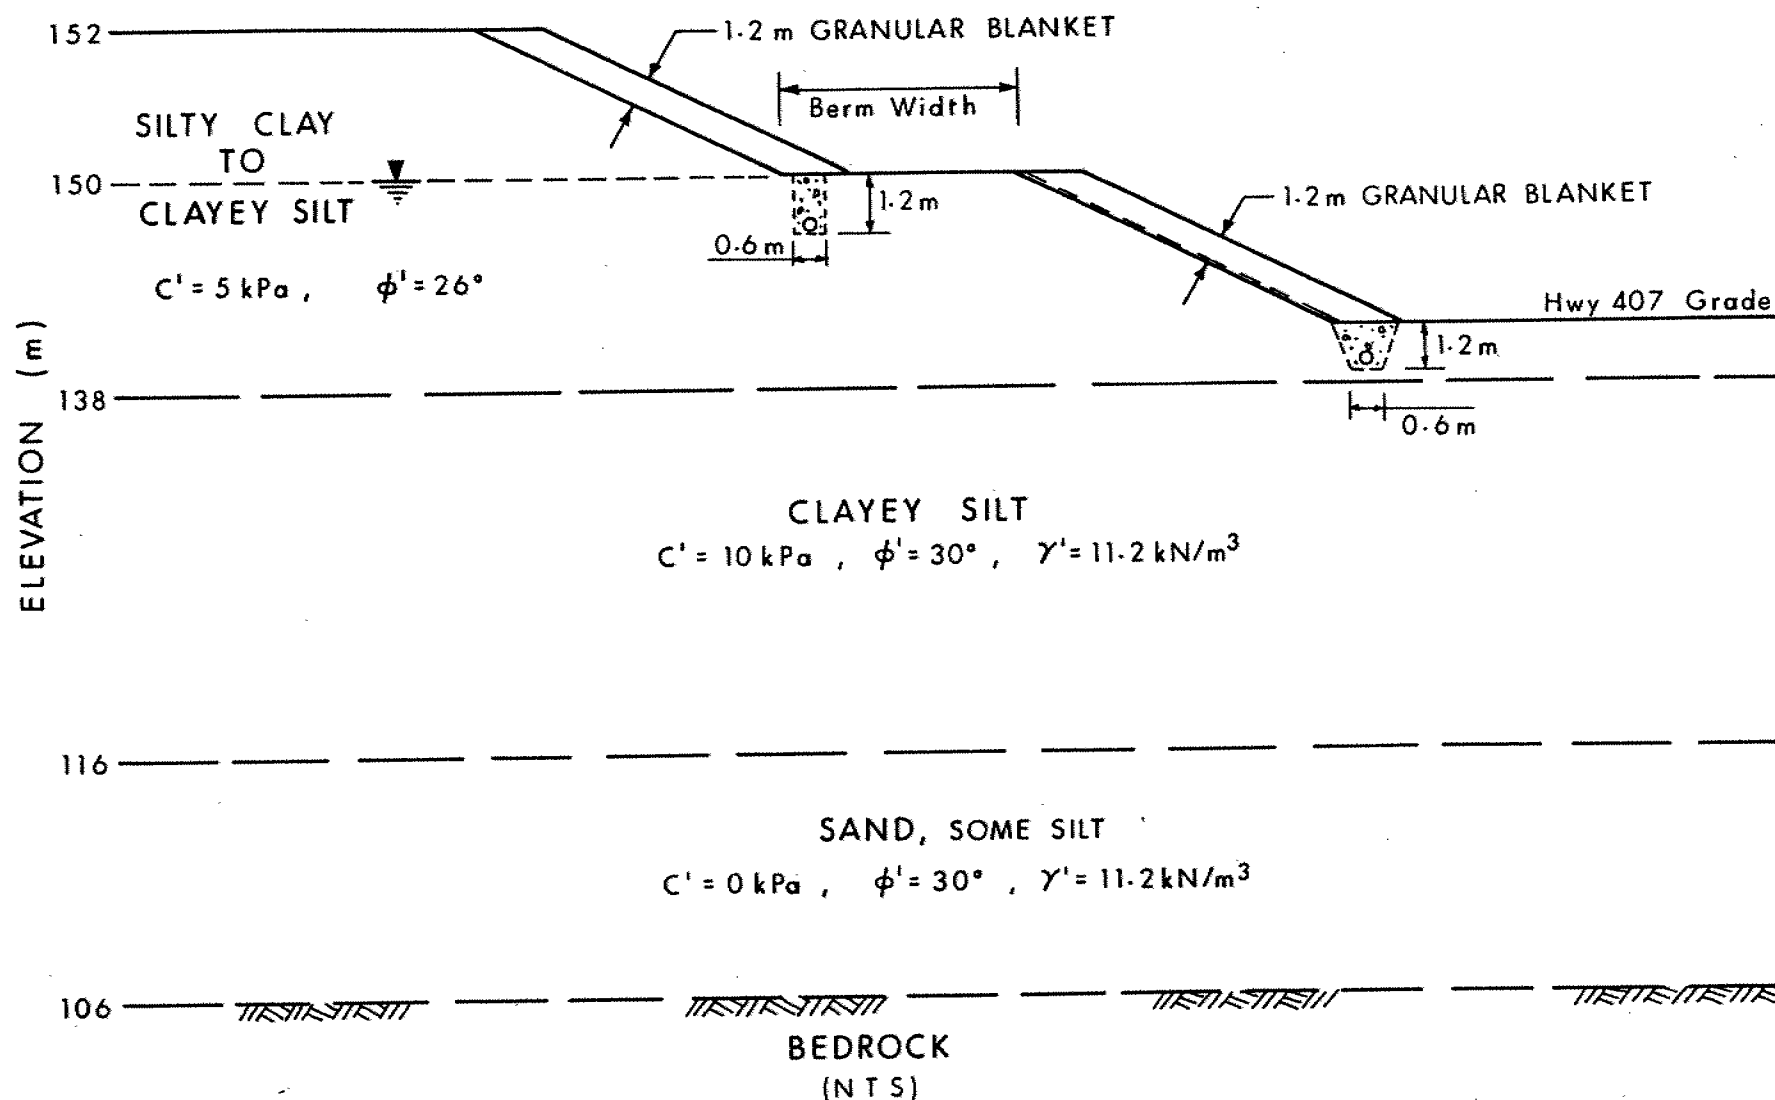 152
1.2 m GRANULAR BLANKET
Berm Width
SILTY CLAY
TO
150
CLAYEY SILT
1.2 m
1.2 m GRANULAR BLANKET
0.6 m
C' = 5 kPa , ϕ' = 26°
Hwy 407 Grade
1.2 m
138
0.6 m
ELEVATION (m)
CLAYEY SILT
C' = 10 kPa , ϕ' = 30° , γ' = 11.2 kN/m³
116
SAND, SOME SILT
C' = 0 kPa , ϕ' = 30° , γ' = 11.2 kN/m³
106
BEDROCK
(N T S)